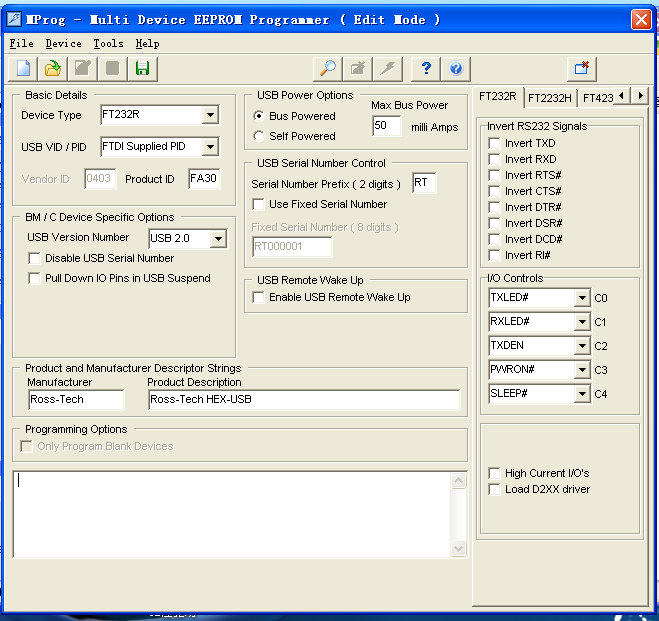 MProg - Multi Device EEPROM Programmer ( Edit Mode )
File Device Tools Help
Basic Details
Device Type FT232R
USB VID / PID FTDI Supplied PID
Vendor ID 0403 Product ID FA30
BM / C Device Specific Options
USB Version Number USB 2.0
Disable USB Serial Number
Pull Down IO Pins in USB Suspend
USB Power Options
Bus Powered
Self Powered
Max Bus Power
50 milli Amps
USB Serial Number Control
Serial Number Prefix ( 2 digits ) RT
Use Fixed Serial Number
Fixed Serial Number ( 8 digits )
RT000001
USB Remote Wake Up
Enable USB Remote Wake Up
Product and Manufacturer Descriptor Strings
Manufacturer Product Description
Ross-Tech Ross-Tech HEX-USB
Programming Options
Only Program Blank Devices
FT232R FT2232H FT423
Invert RS232 Signals
Invert TXD
Invert RXD
Invert RTS#
Invert CTS#
Invert DTR#
Invert DSR#
Invert DCD#
Invert RI#
I/O Controls
TXLED# C0
RXLED# C1
TXDEN C2
PWRON# C3
SLEEP# C4
High Current I/O's
Load D2XX driver